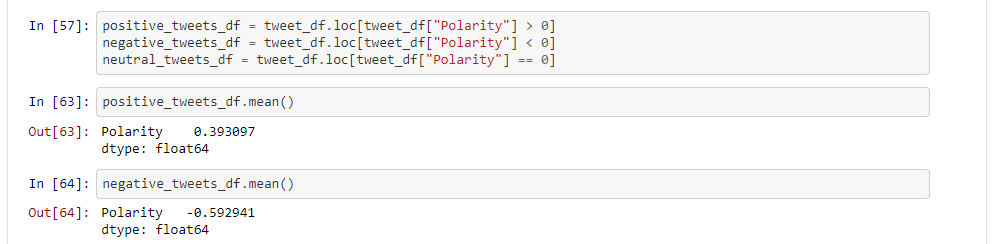 In [57]: positive_tweets_df = tweet_df.loc[tweet_df["Polarity"] > 0]
negative_tweets_df = tweet_df.loc[tweet_df["Polarity"] < 0]
neutral_tweets_df = tweet_df.loc[tweet_df["Polarity"] == 0]
In [63]: positive_tweets_df.mean()
Out[63]: Polarity    0.393097
dtype: float64
In [64]: negative_tweets_df.mean()
Out[64]: Polarity   -0.592941
dtype: float64